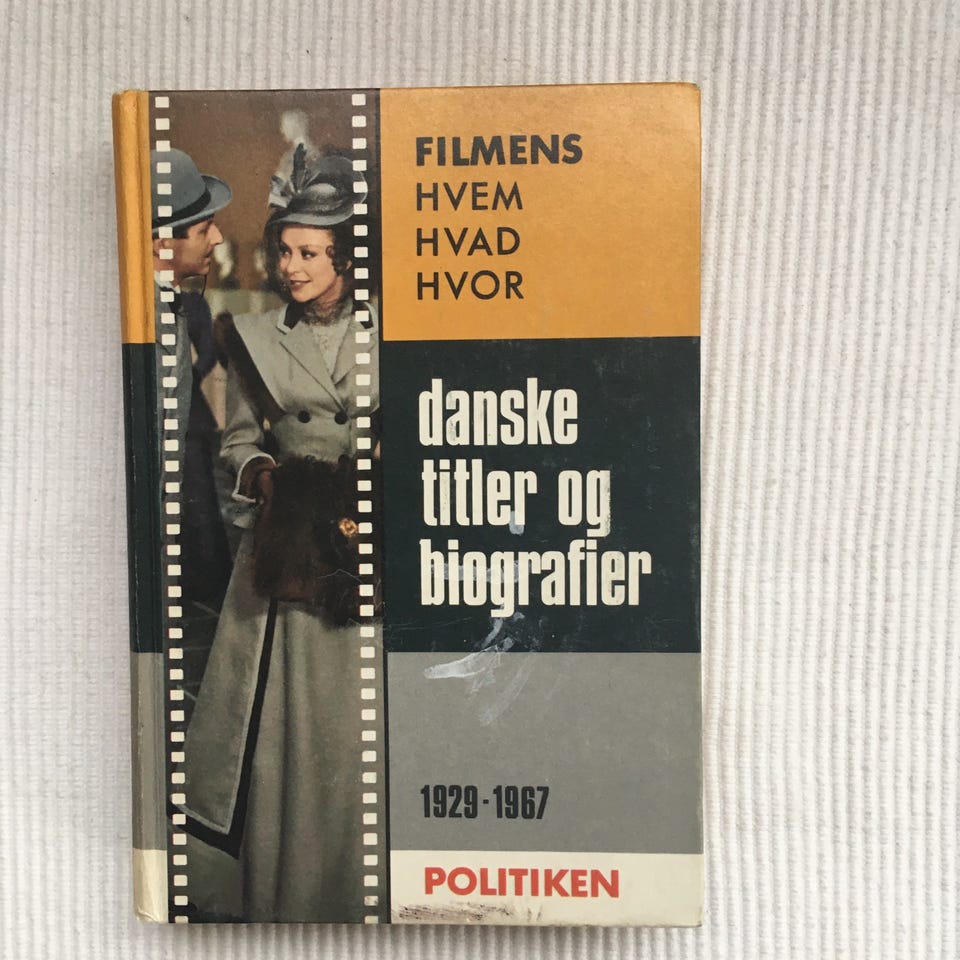 FILMENS
HVEM
HVAD
HVOR
danske
titler og
biografier
1929-1967
POLITIKEN